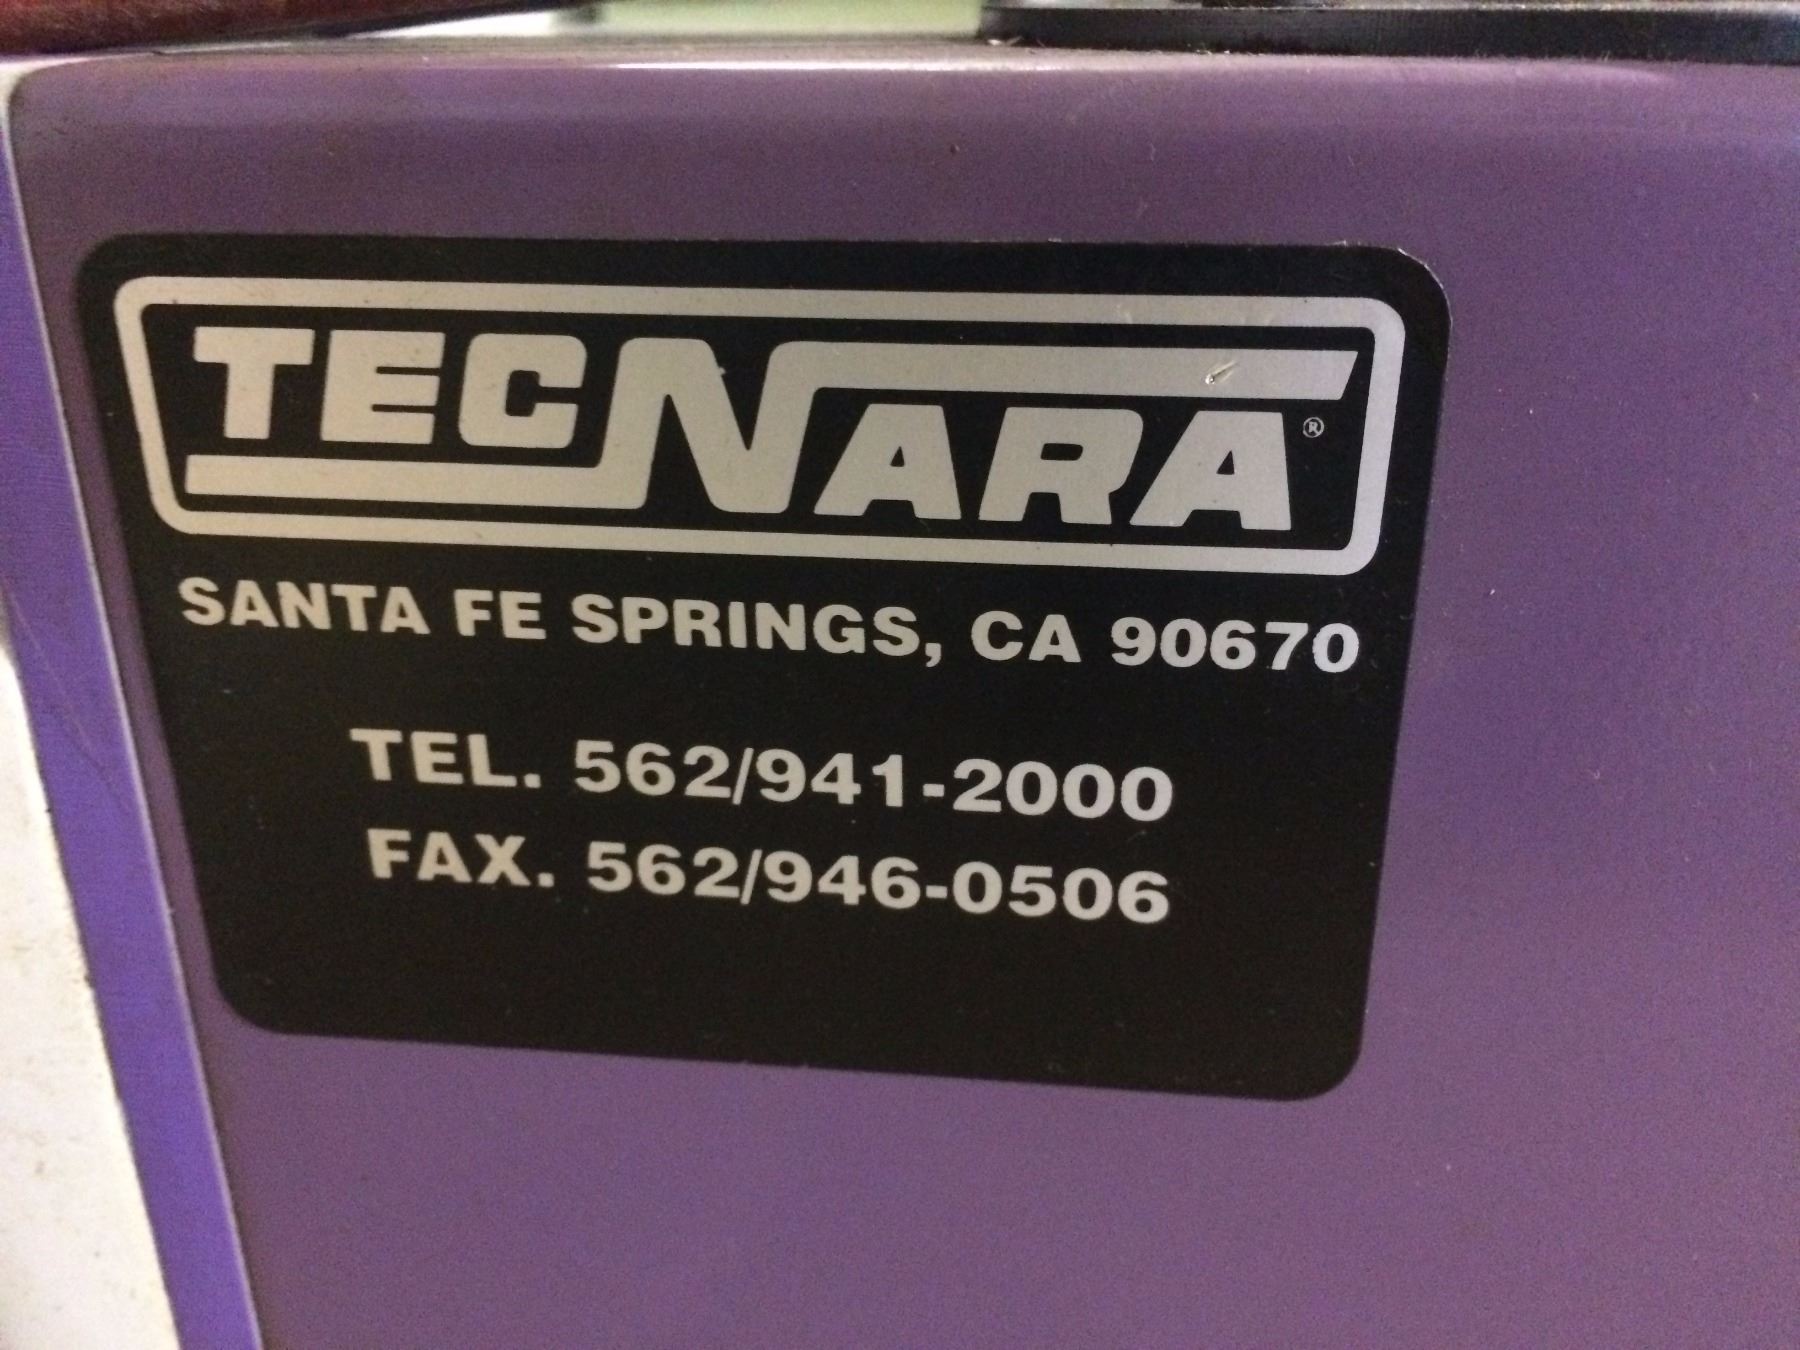 TECNARA®
SANTA FE SPRINGS, CA 90670
TEL. 562/941-2000
FAX. 562/946-0506